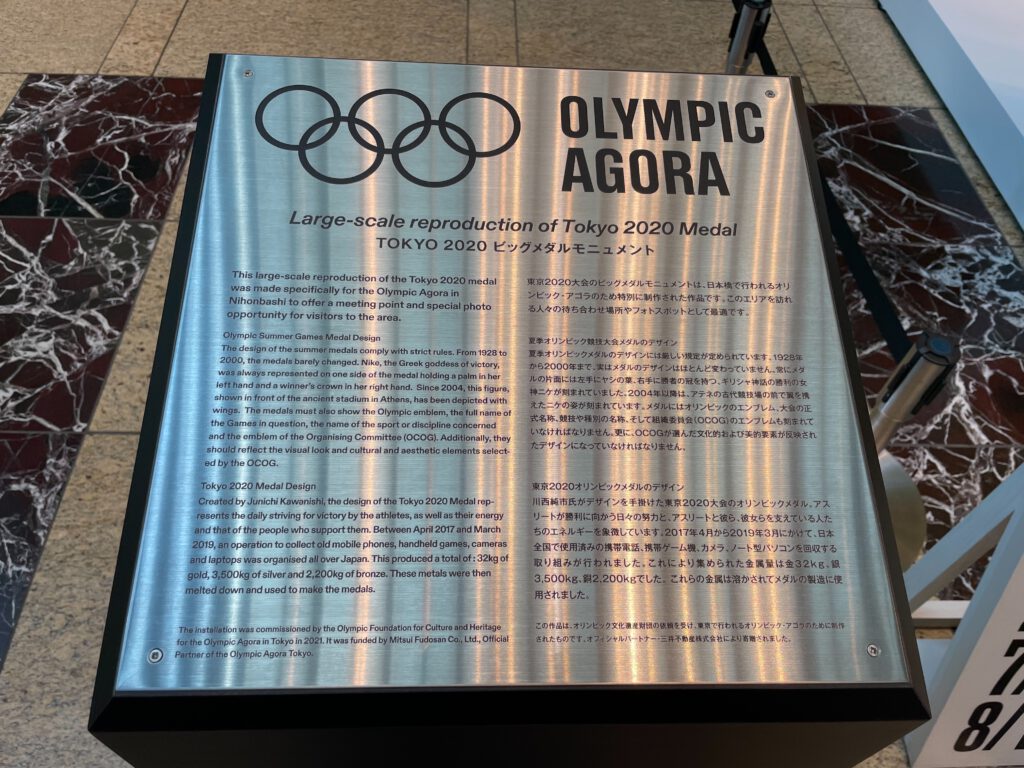 OLYMPIC
AGORA
Large-scale reproduction of Tokyo 2020 Medal
TOKYO 2020 ビッグメダルモニュメント
This large-scale reproduction of the Tokyo 2020 medal
was made specifically for the Olympic Agora in
Nihonbashi to offer a meeting point and special photo
opportunity for visitors to the area.
Olympic Summer Games Medal Design
The design of the summer medals comply with strict rules. From 1928 to
2000, the medals barely changed. Nike, the Greek goddess of victory,
was always represented on one side of the medal holding a palm in her
left hand and a winner's crown in her right hand. Since 2004, this figure,
shown in front of the ancient stadium in Athens, has been depicted with
wings. The medals must also show the Olympic emblem, the full name of
the Games in question, the name of the sport or discipline concerned
and the emblem of the Organising Committee (OCOG). Additionally, they
should reflect the visual look and cultural and aesthetic elements select-
ed by the OCOG.
Tokyo 2020 Medal Design
Created by Junichi Kawanishi, the design of the Tokyo 2020 Medal rep-
resents the daily striving for victory by the athletes, as well as their energy
and that of the people who support them. Between April 2017 and March
2019, an operation to collect old mobile phones, handheld games, cameras
and laptops was organised all over Japan. This produced a total of : 32kg of
gold, 3,500kg of silver and 2,200kg of bronze. These metals were then
melted down and used to make the medals.
The installation was commissioned by the Olympic Foundation for Culture and Heritage
for the Olympic Agora in Tokyo in 2021. It was funded by Mitsui Fudosan Co., Ltd., Official
Partner of the Olympic Agora Tokyo.
東京2020大会のビッグメダルモニュメントは、日本橋で行われるオリ
ンピック・アゴラのため特別に制作された作品です。このエリアを訪れ
る人々の待ち合わせ場所やフォトスポットとして最適です。
夏季オリンピック競技大会メダルのデザイン
夏季オリンピックメダルのデザインには厳しい規定が定められています。1928年
から2000年まで、実はメダルのデザインはほとんど変わっていません。常にメダ
ルの片面には左手にヤシの葉、右手に勝者の冠を持つ、ギリシャ神話の勝利の女
神ニケが刻まれていました。2004年以降は、アテネの古代競技場の前で翼を携
えたニケの姿が刻まれています。メダルにはオリンピックのエンブレム、大会の正
式名称、競技や種別の名称、そして組織委員会(OCOG)のエンブレムも刻まれて
いなければなりません。更に、OCOGが選んだ文化的および美的要素が反映され
たデザインになっていなければなりません。
東京2020オリンピックメダルのデザイン
川西純市氏がデザインを手掛けた東京2020大会のオリンピックメダル。アス
リートが勝利に向かう日々の努力と、アスリートと彼ら、彼女らを支えている人た
ちのエネルギーを象徴しています。2017年4月から2019年3月にかけて、日本
全国で使用済みの携帯電話、携帯ゲーム機、カメラ、ノート型パソコンを回収する
取り組みが行われました。これにより集められた金属量は金32kg、銀
3,500kg、銅2,200kgでした。これらの金属は溶かされてメダルの製造に使
用されました。
この作品は、オリンピック文化遺産財団の依頼を受け、東京で行われるオリンピック・アゴラのために創作
されたものです。オフィシャルパートナー・三井不動産株式会社により寄贈されました。
7/
8/